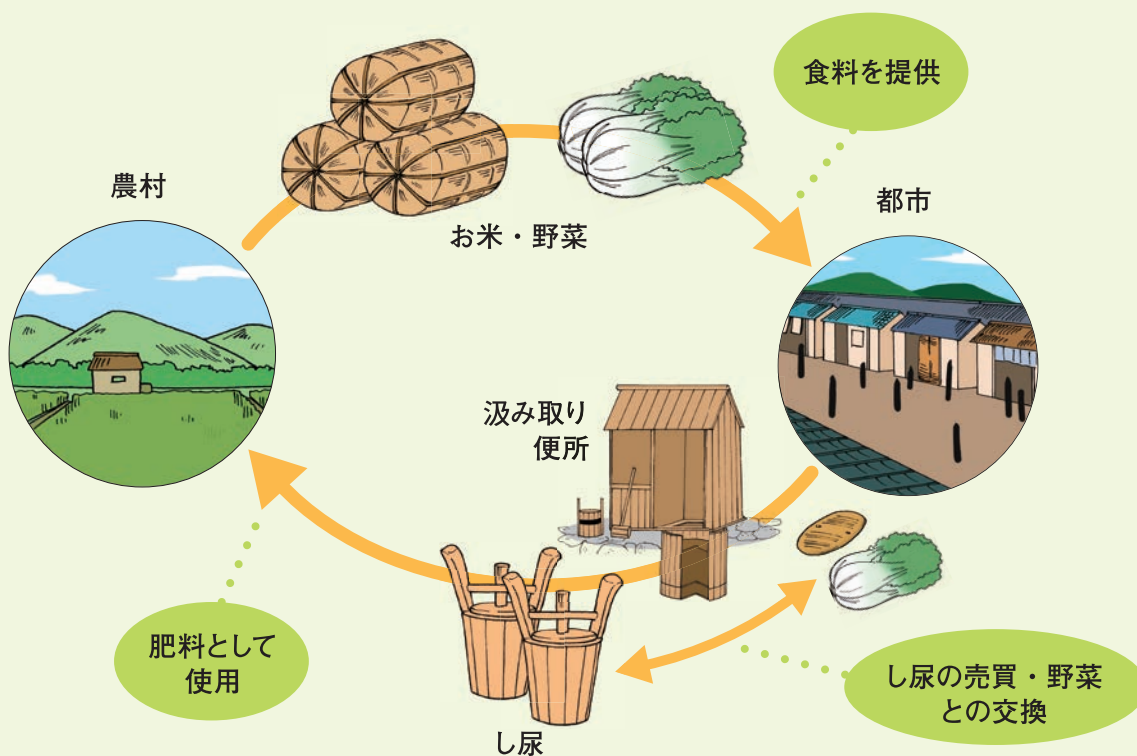 食料を提供
農村
都市
お米・野菜
汲み取り
便所
肥料として
使用
し尿の売買・野菜
との交換
し尿